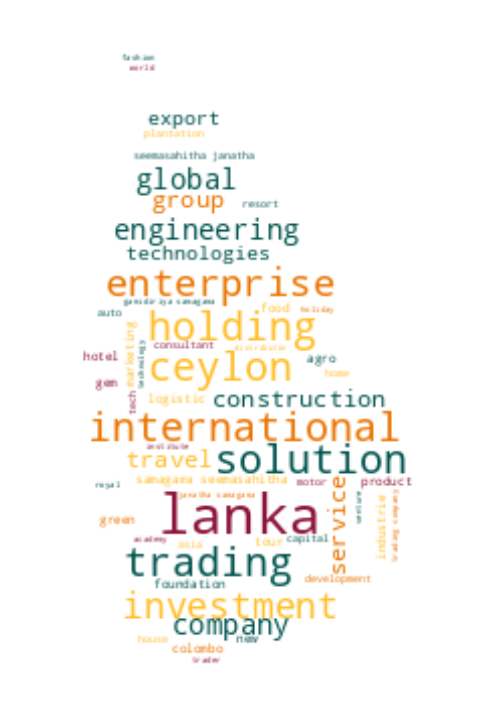 fashion
world
export
plantation
seemasahitha janatha
global
group
resort
engineering
technologies
enterprise
gamidiriya samagama
food
holiday
auto
holding
marketing
technology
consultant
distributor
hotel
ceylon
agro
home
gem
tech
logistic
construction
international
institute
travel
solution
samagama seemasahitha
royal
motor
product
janatha samagama
lanka
service
venture
industrie
trading company
green
academy
asia
tour
capital
trading
development
foundation
investment
company
house
new
colombo
trader